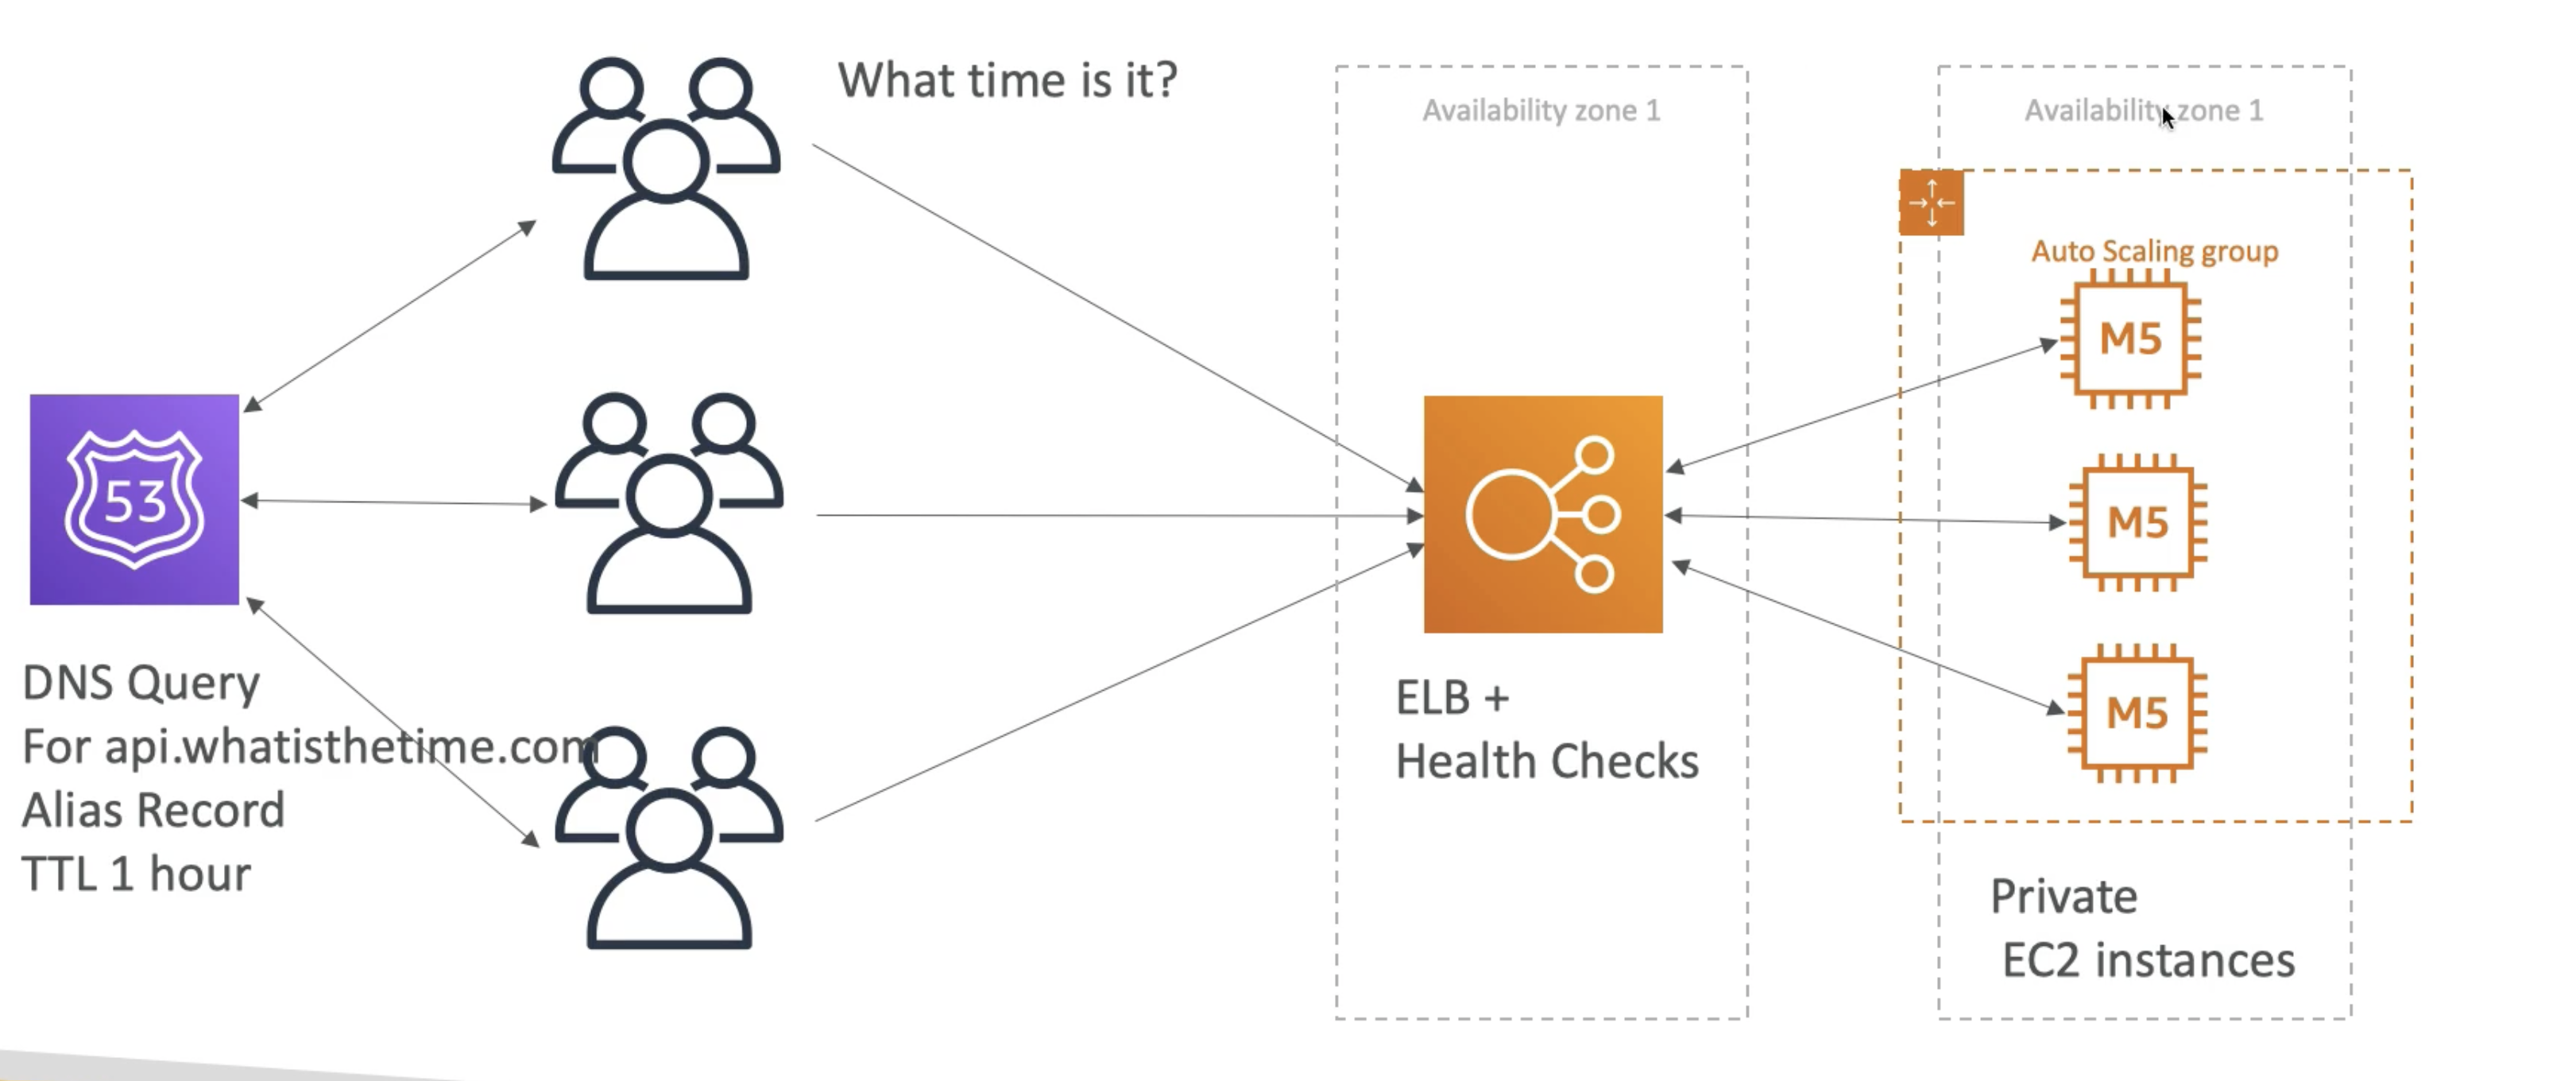 What time is it?
Availability zone 1
Availability zone 1
Auto Scaling group
M5
M5
M5
53
DNS Query
For api.whatisthetime.com
Alias Record
TTL 1 hour
ELB +
Health Checks
Private
EC2 instances